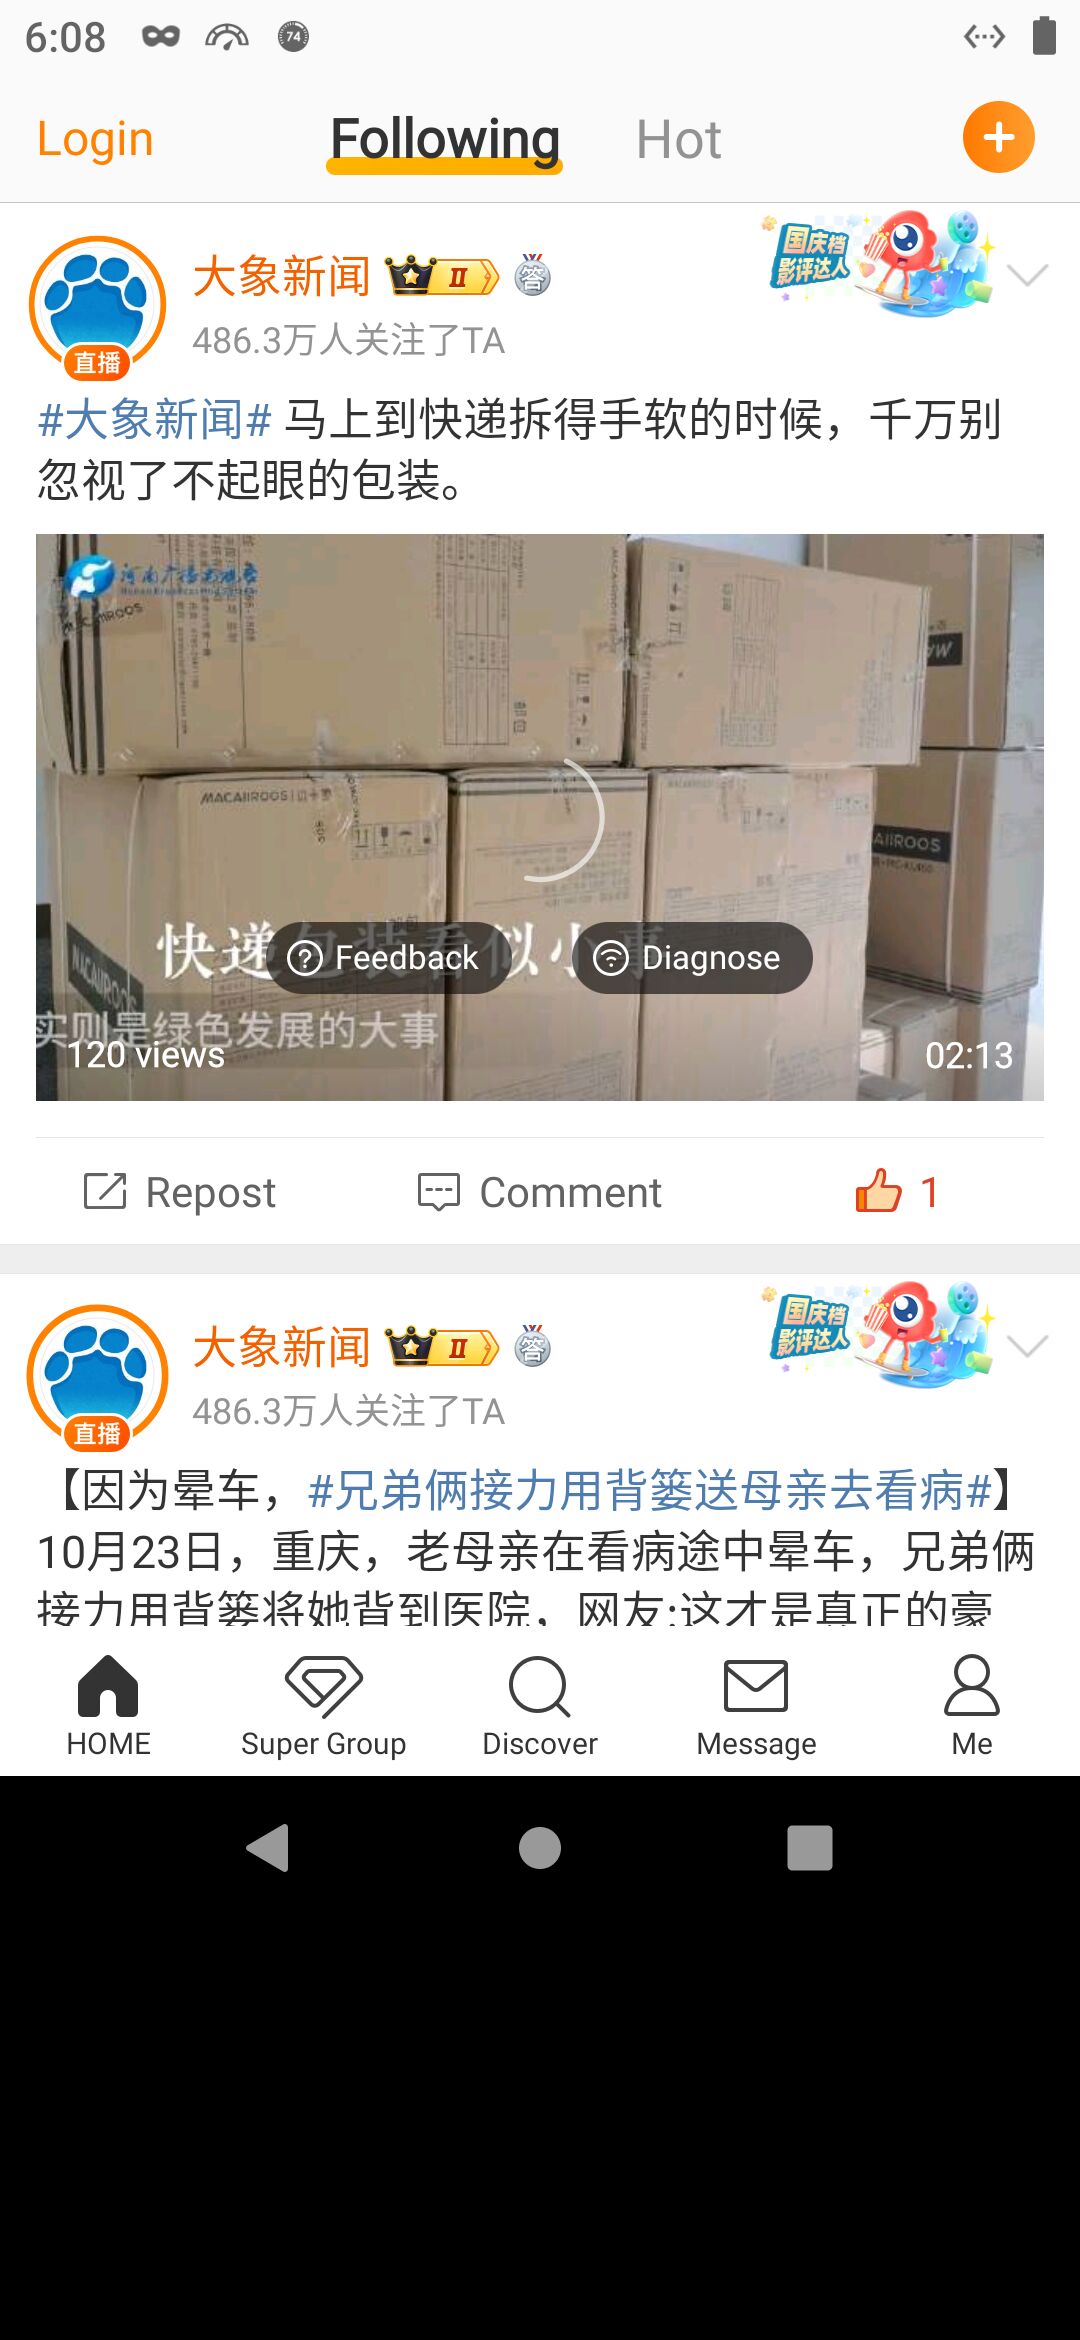 6:08
74
Login
Following
Hot
国庆档
影评达人
大象新闻
II
答
486.3万人关注了TA
直播
#大象新闻# 马上到快递拆得手软的时候，千万别
忽视了不起眼的包装。
河南广播电视台
MACAIIROOS
快递包装看似小事
Feedback
Diagnose
实则是绿色发展的大事
120 views
02:13
Repost
Comment
1
国庆档
影评达人
大象新闻
II
答
486.3万人关注了TA
直播
【因为晕车，#兄弟俩接力用背篓送母亲去看病#】
10月23日，重庆，老母亲在看病途中晕车，兄弟俩
接力用背篓将她背到医院，网友:这才是真正的豪
HOME
Super Group
Discover
Message
Me